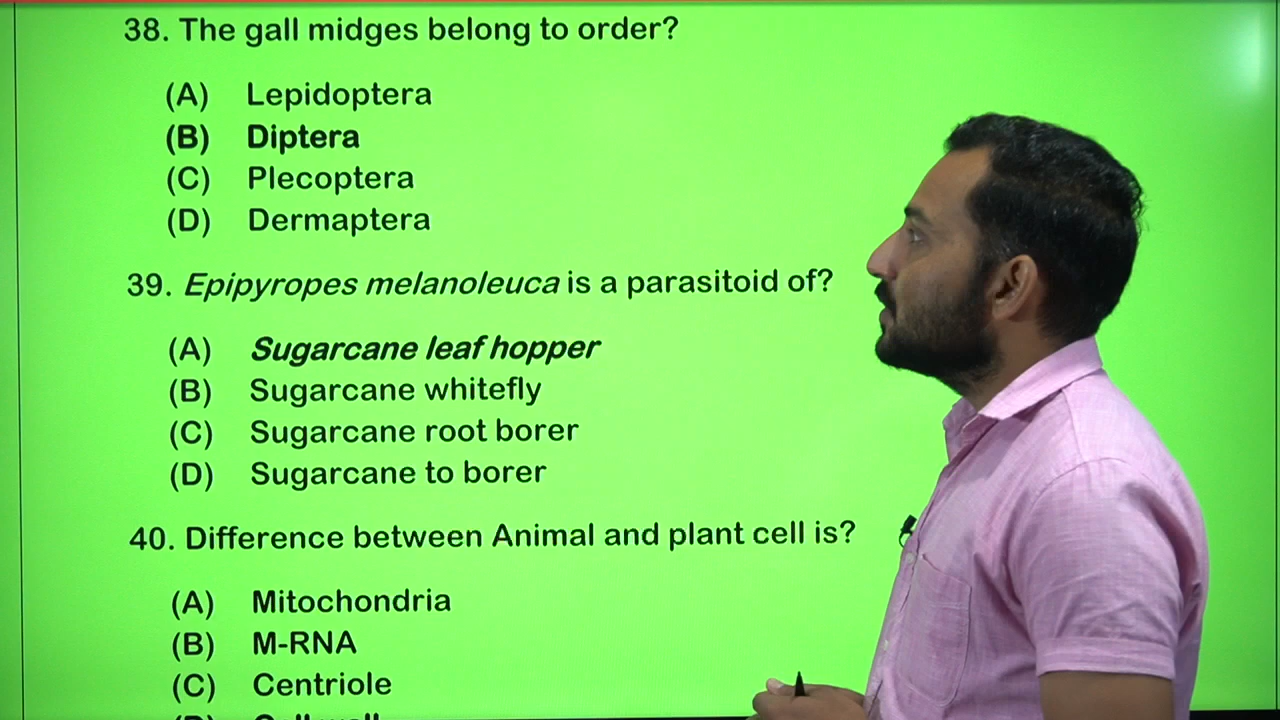 38. The gall midges belong to order?
(A) Lepidoptera
(B) Diptera
(C) Plecoptera
(D) Dermaptera
39. Epipyropes melanoleuca is a parasitoid of?
(A) Sugarcane leaf hopper
(B) Sugarcane whitefly
(C) Sugarcane root borer
(D) Sugarcane to borer
40. Difference between Animal and plant cell is?
(A) Mitochondria
(B) M-RNA
(C) Centriole
(D) Cell wall